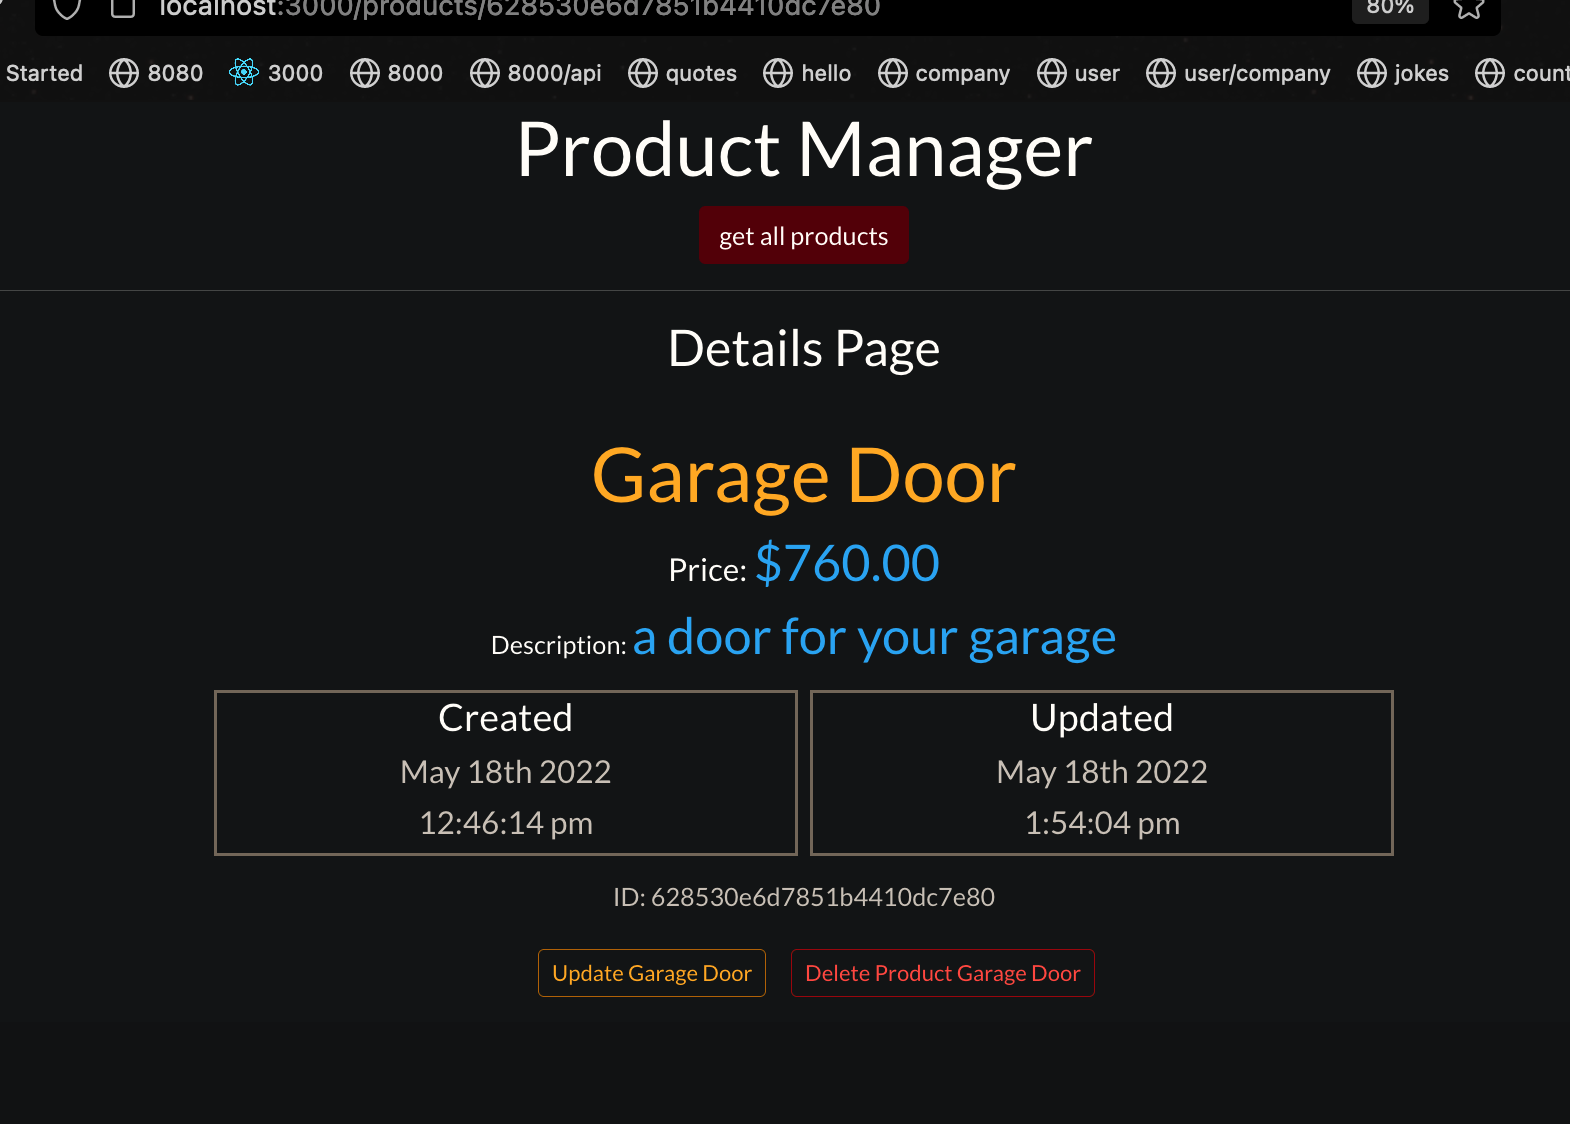 localhost:3000/products/628530e6d7851b4410dc7e80 80%
Started 8080 3000 8000 8000/api quotes hello company user user/company jokes
Product Manager
get all products
Details Page
Garage Door
Price: $760.00
Description: a door for your garage
Created
May 18th 2022
12:46:14 pm
Updated
May 18th 2022
1:54:04 pm
ID: 628530e6d7851b4410dc7e80
Update Garage Door Delete Product Garage Door